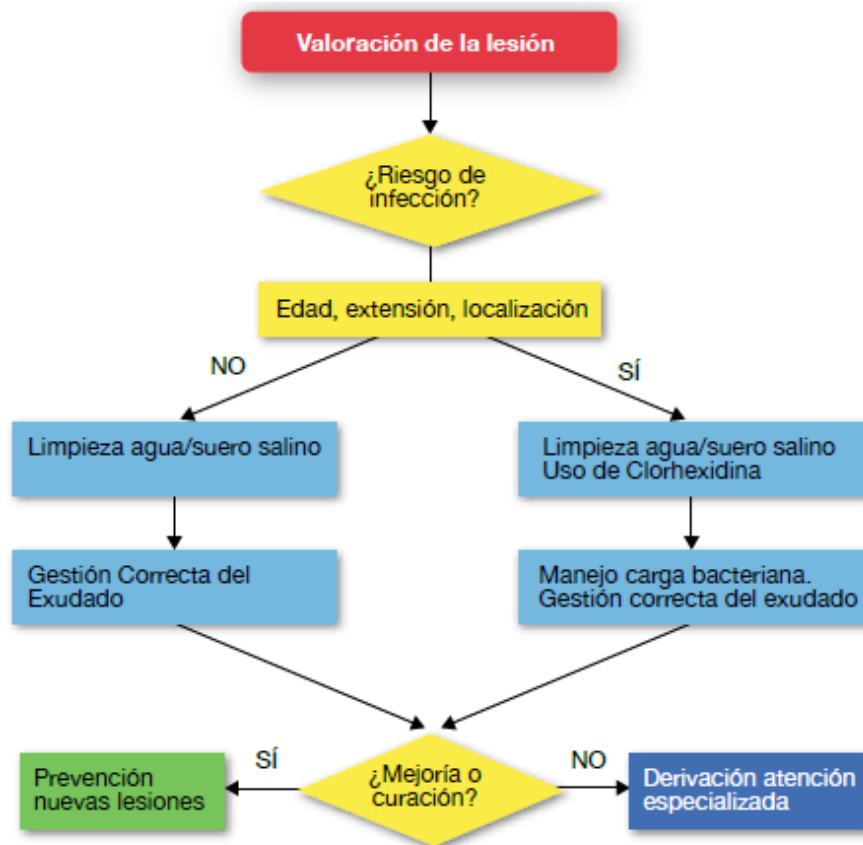 Valoración de la lesión
¿Riesgo de
infección?
Edad, extensión, localización
NO
SÍ
Limpieza agua/suero salino
Limpieza agua/suero salino
Uso de Clorhexidina
Gestión Correcta del
Exudado
Manejo carga bacteriana.
Gestión correcta del exudado
SÍ
¿Mejoría o
curación?
NO
Prevención
nuevas lesiones
Derivación atención
especializada